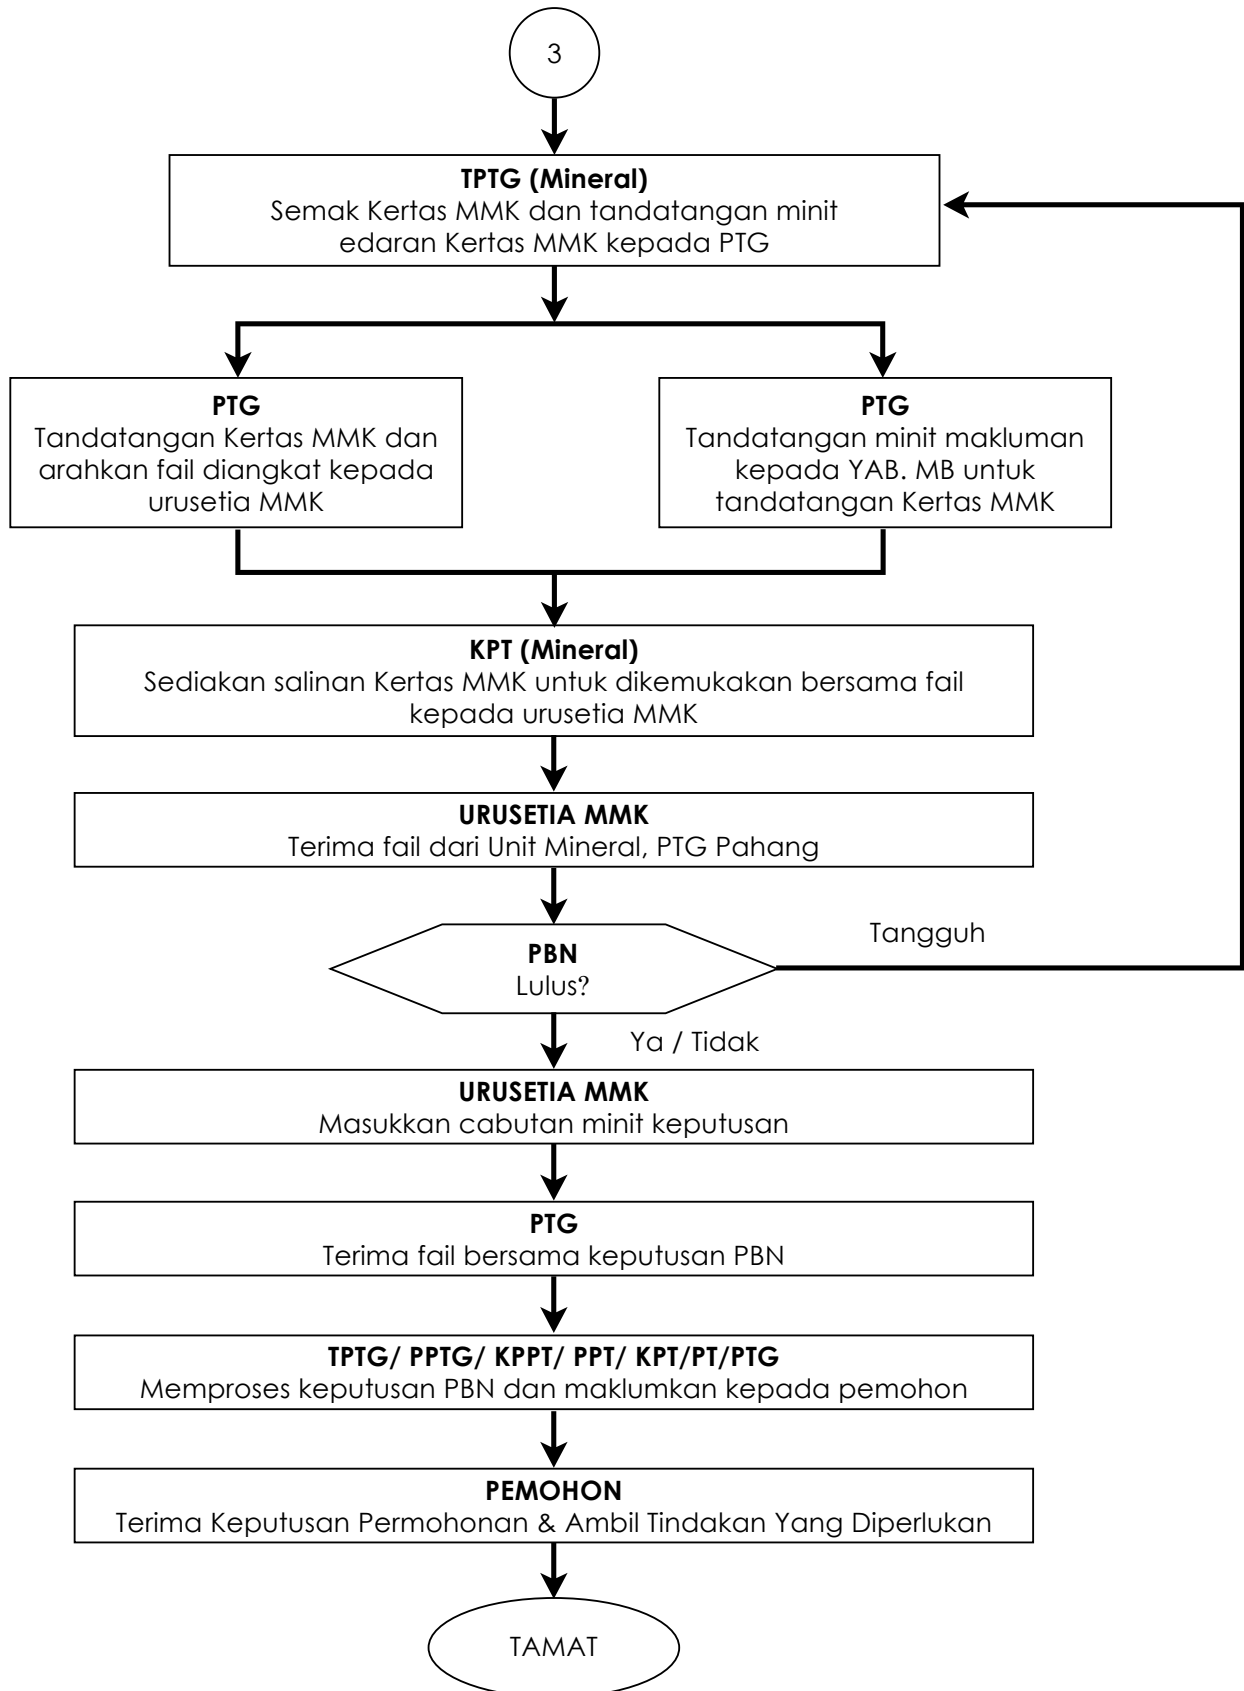 3
TPTG (Mineral)
Semak Kertas MMK dan tandatangan minit
edaran Kertas MMK kepada PTG
PTG
Tandatangan Kertas MMK dan
arahkan fail diangkat kepada
urusetia MMK
PTG
Tandatangan minit makluman
kepada YAB. MB untuk
tandatangan Kertas MMK
KPT (Mineral)
Sediakan salinan Kertas MMK untuk dikemukakan bersama fail
kepada urusetia MMK
URUSETIA MMK
Terima fail dari Unit Mineral, PTG Pahang
PBN
Lulus?
Tangguh
Ya / Tidak
URUSETIA MMK
Masukkan cabutan minit keputusan
PTG
Terima fail bersama keputusan PBN
TPTG/ PPTG/ KPPT/ PPT/ KPT/PT/PTG
Memproses keputusan PBN dan maklumkan kepada pemohon
PEMOHON
Terima Keputusan Permohonan & Ambil Tindakan Yang Diperlukan
TAMAT